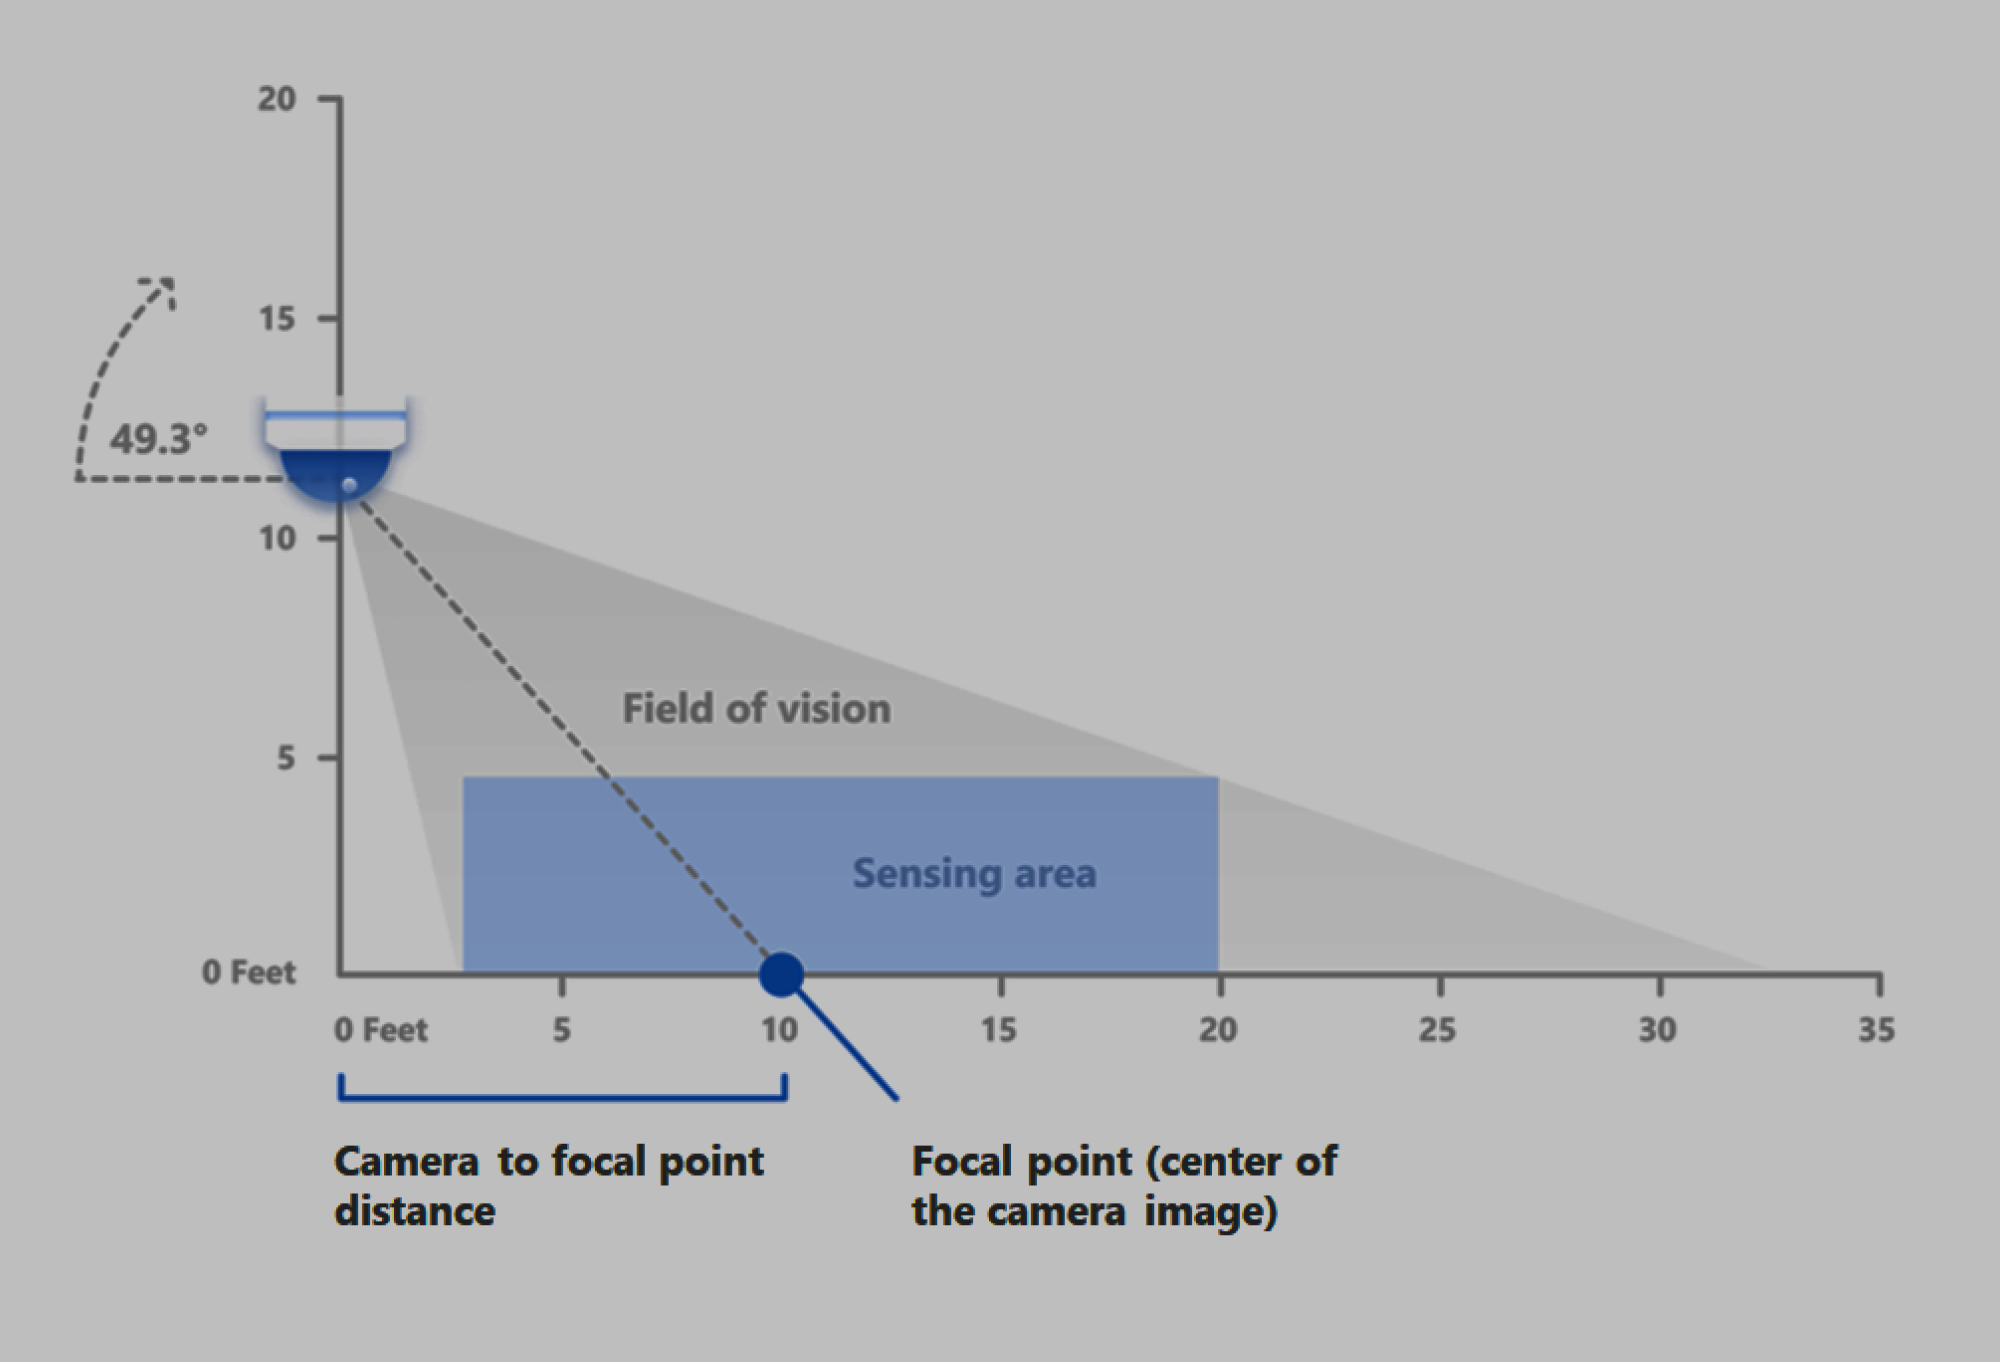 20
15
49.3°
10
Field of vision
5
Sensing area
0 Feet
0 Feet 5 10 15 20 25 30 35
Camera to focal point
distance
Focal point (center of
the camera image)